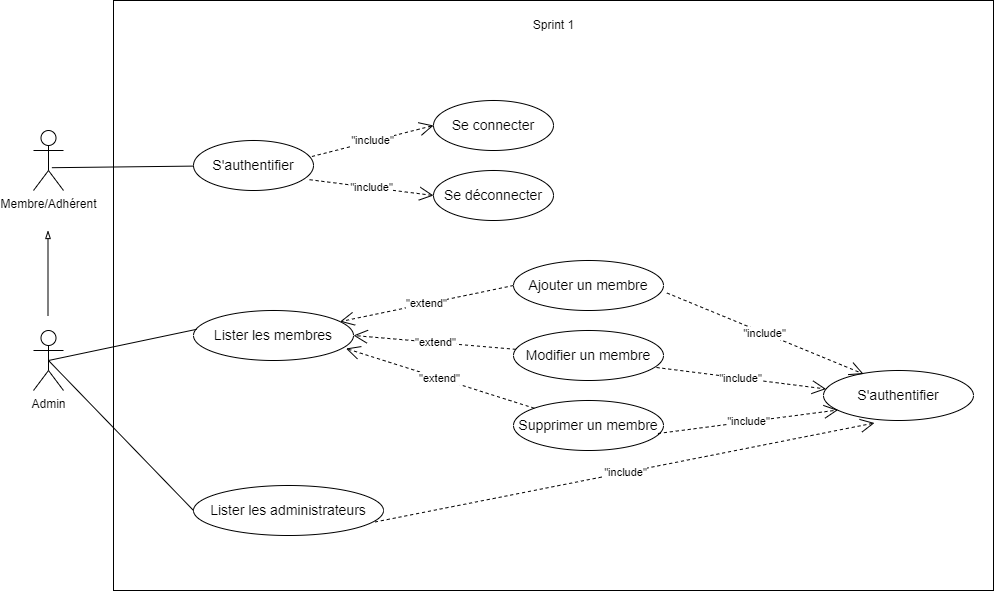 Sprint 1
Se connecter
"include"
S'authentifier
"include"
Se déconnecter
Membre/Adhérent
Ajouter un membre
"extend"
"include"
Lister les membres
"extend"
Modifier un membre
"include"
"extend"
S'authentifier
Admin
Supprimer un membre
"include"
"include"
Lister les administrateurs